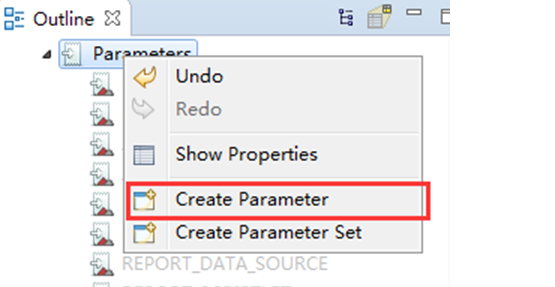 Outline
Parameters
Undo
Redo
Show Properties
Create Parameter
Create Parameter Set
REPORT_DATA_SOURCE